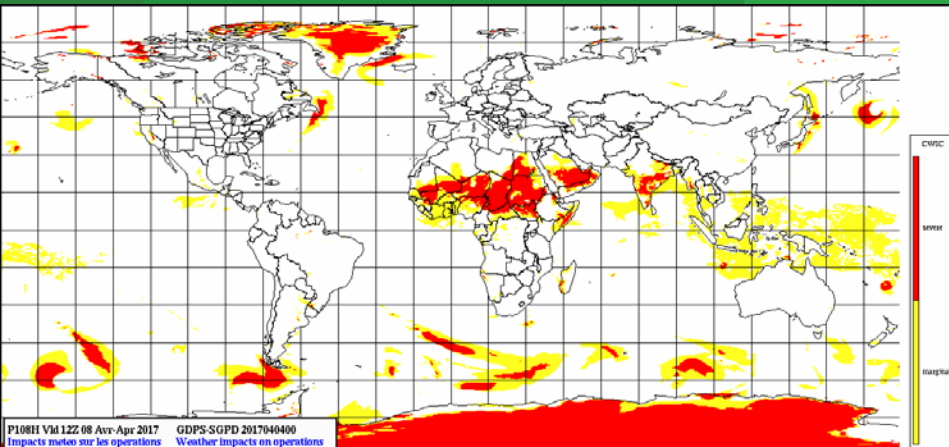 CWIC
severe
marginal
P108H Vld 12Z 08 Avr-Apr 2017 GDPS-SGPD 2017040400
Impacts meteo sur les operations Weather impacts on operations